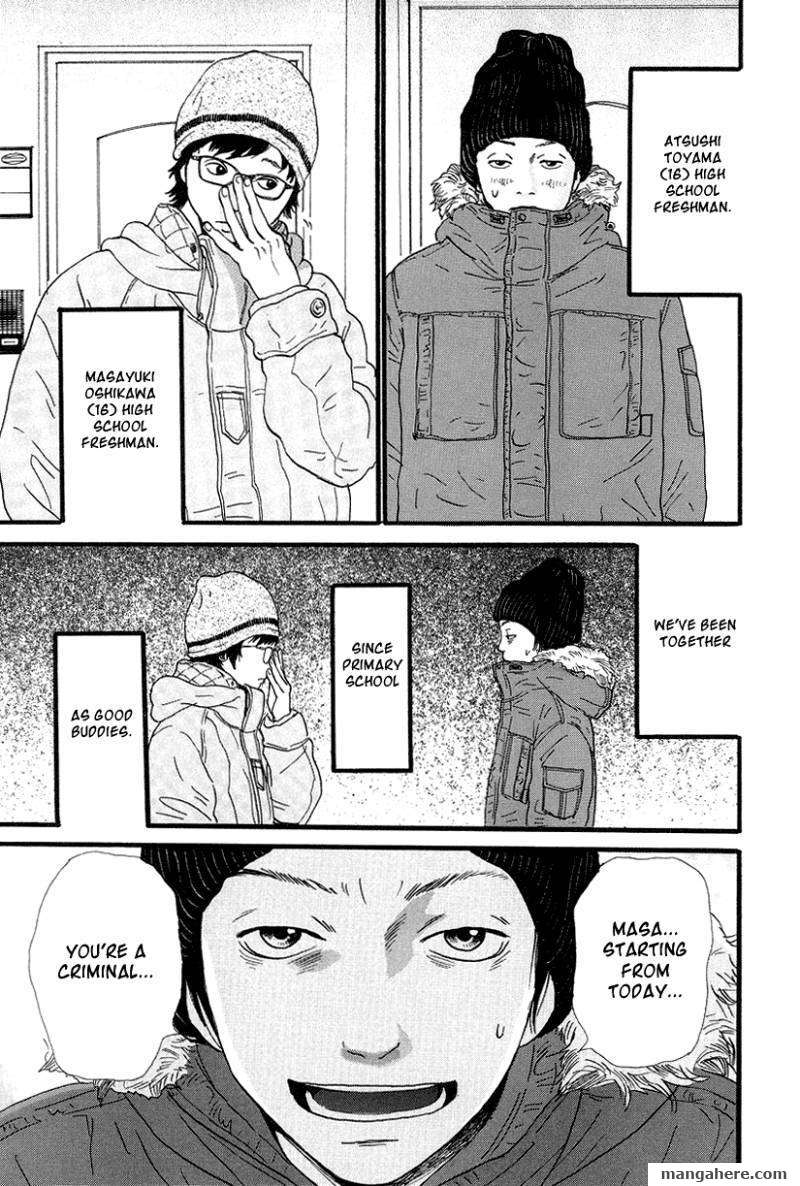 ATSUSHI
TOYAMA
(16) HIGH
SCHOOL
FRESHMAN.
MASAYUKI
OSHIKAWA
(16) HIGH
SCHOOL
FRESHMAN.
WE'VE BEEN
TOGETHER
SINCE
PRIMARY
SCHOOL
AS GOOD
BUDDIES.
MASA...
STARTING
FROM
TODAY...
YOU'RE A
CRIMINAL...
mangahere.com